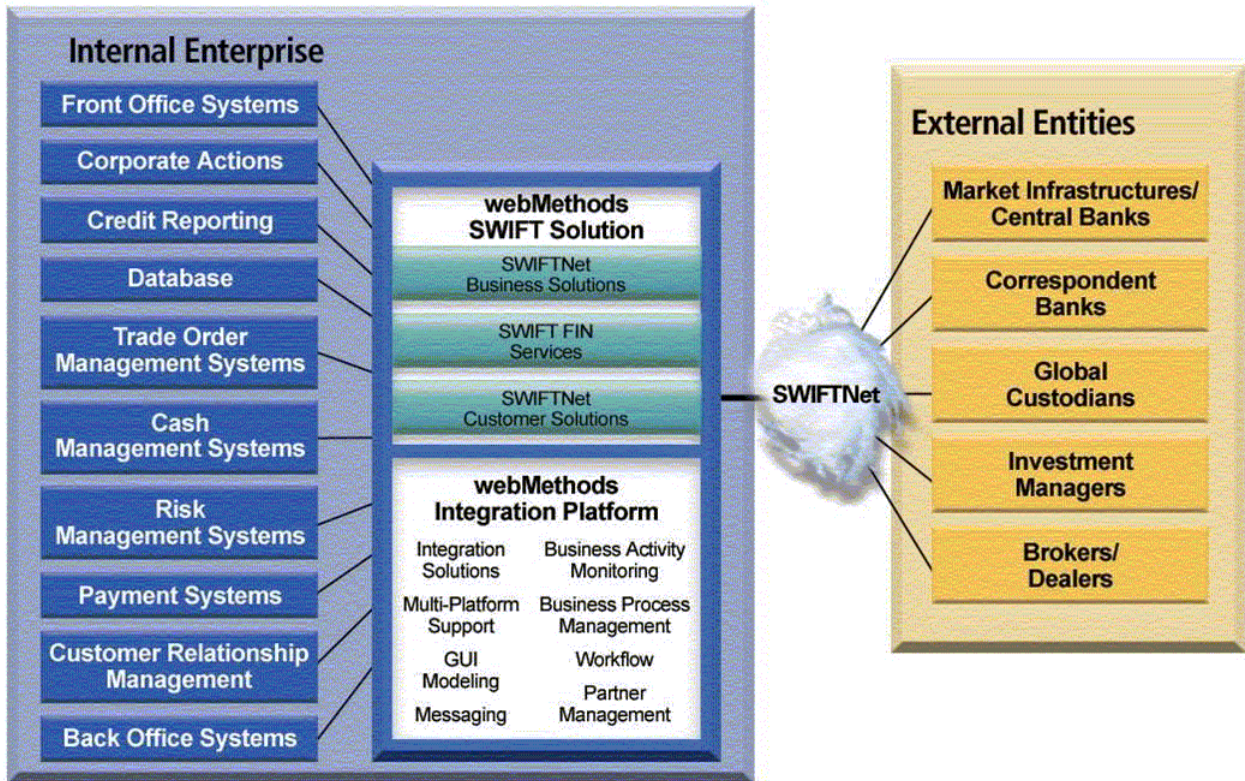 Internal Enterprise
Front Office Systems
Corporate Actions
Credit Reporting
Database
Trade Order
Management Systems
Cash
Management Systems
Risk
Management Systems
Payment Systems
Customer Relationship
Management
Back Office Systems
webMethods
SWIFT Solution
SWIFTNet
Business Solutions
SWIFT FIN
Services
SWIFTNet
Customer Solutions
webMethods
Integration Platform
Integration
Solutions
Multi-Platform
Support
GUI
Modeling
Messaging
Business Activity
Monitoring
Business Process
Management
Workflow
Partner
Management
SWIFTNet
External Entities
Market Infrastructures/
Central Banks
Correspondent
Banks
Global
Custodians
Investment
Managers
Brokers/
Dealers